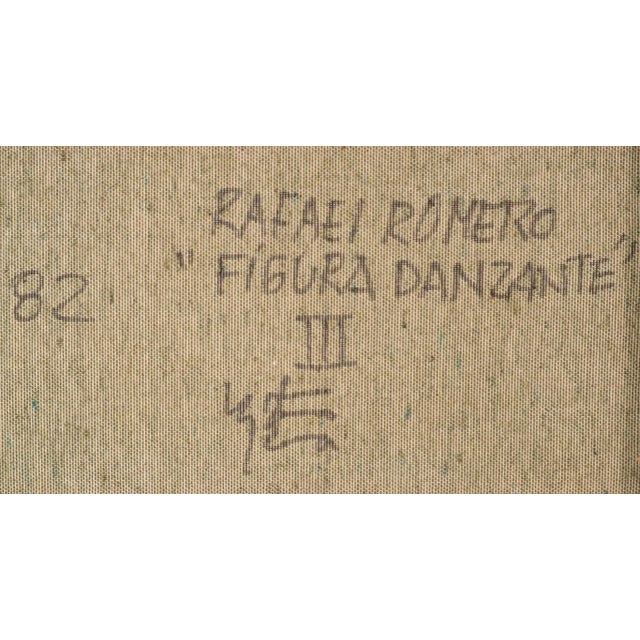 RAFAEL ROMERO
"FIGURA DANZANTE"
III
82